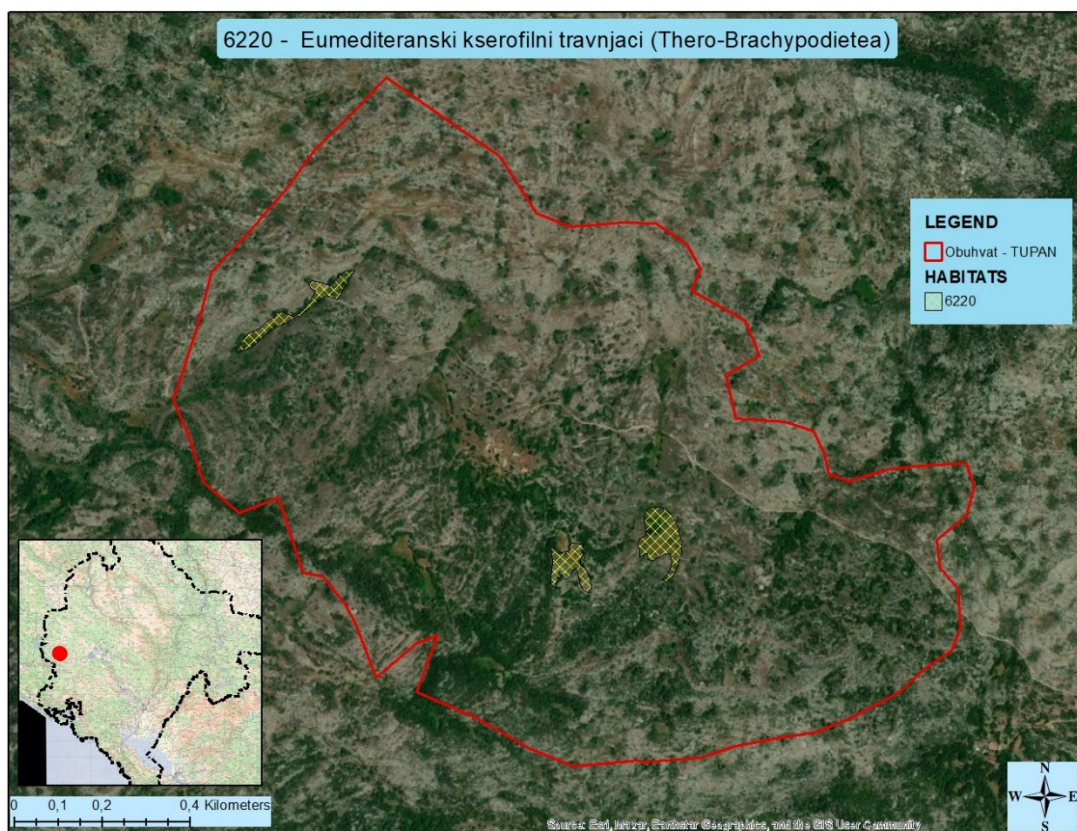 6220 - Eumediteranski kserofilni travnjaci (Thero-Brachypodietea)
LEGEND
Obuhvat - TUPAN
HABITATS
6220
0 0,1 0,2 0,4 Kilometers
N
W E
S
Source: Esri, Maxar, Earthstar Geographics, and the GIS User Community